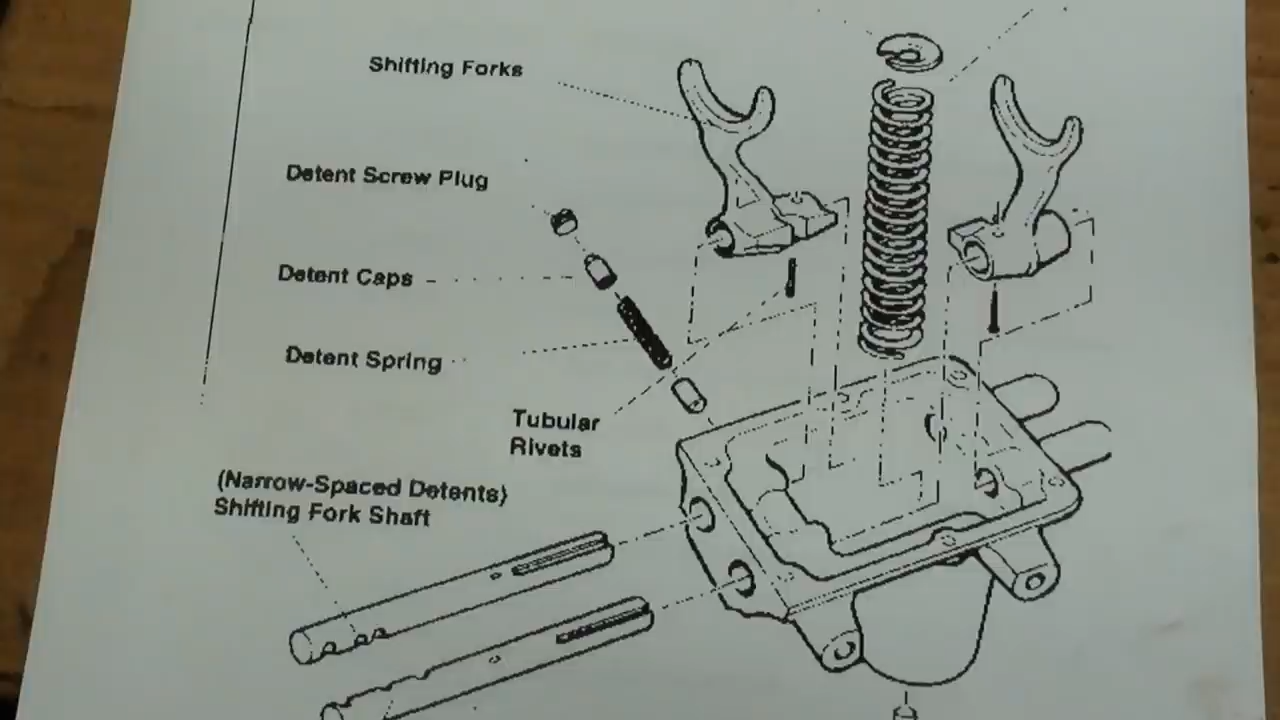 Shifting Forks
Detent Screw Plug
Detent Caps
Detent Spring
Tubular
Rivets
(Narrow-Spaced Detents)
Shifting Fork Shaft